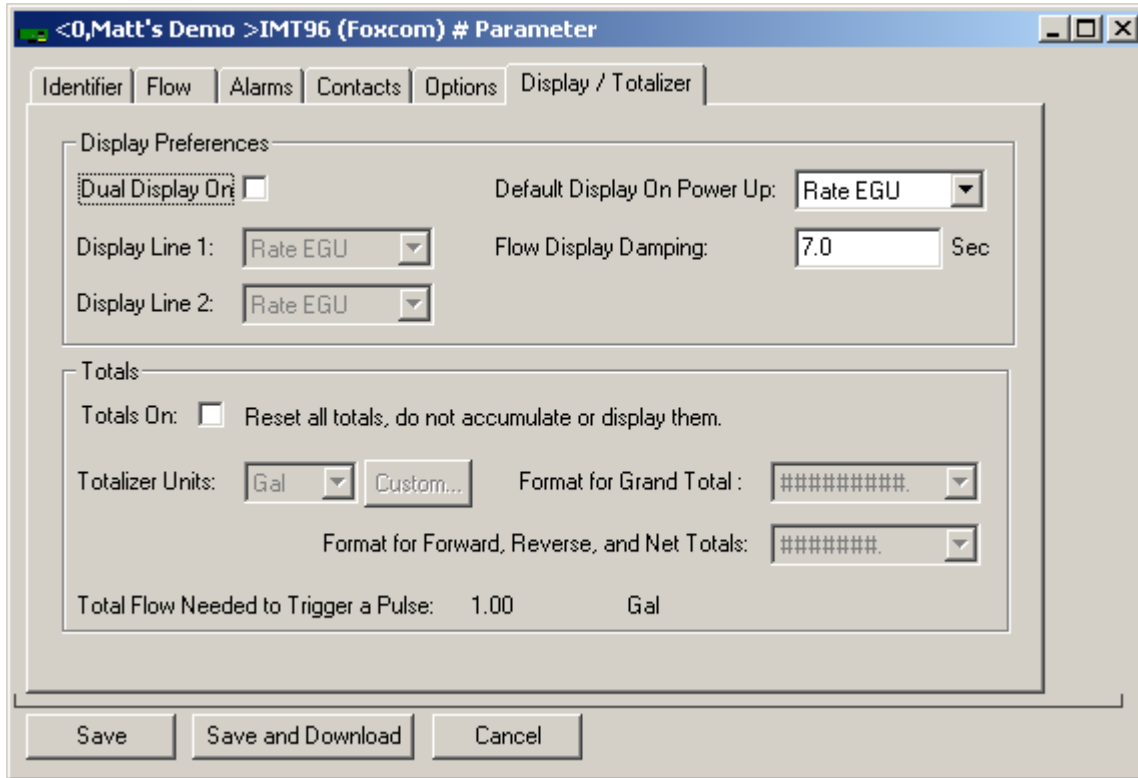 <0,Matt's Demo >IMT96 (Foxcom) # Parameter
Identifier Flow Alarms Contacts Options Display / Totalizer
Display Preferences
Dual Display On Default Display On Power Up: Rate EGU
Display Line 1: Rate EGU Flow Display Damping: 7.0 Sec
Display Line 2: Rate EGU
Totals
Totals On: Reset all totals, do not accumulate or display them.
Totalizer Units: Gal Custom... Format for Grand Total : #########.
Format for Forward, Reverse, and Net Totals: #######.
Total Flow Needed to Trigger a Pulse: 1.00 Gal
Save Save and Download Cancel